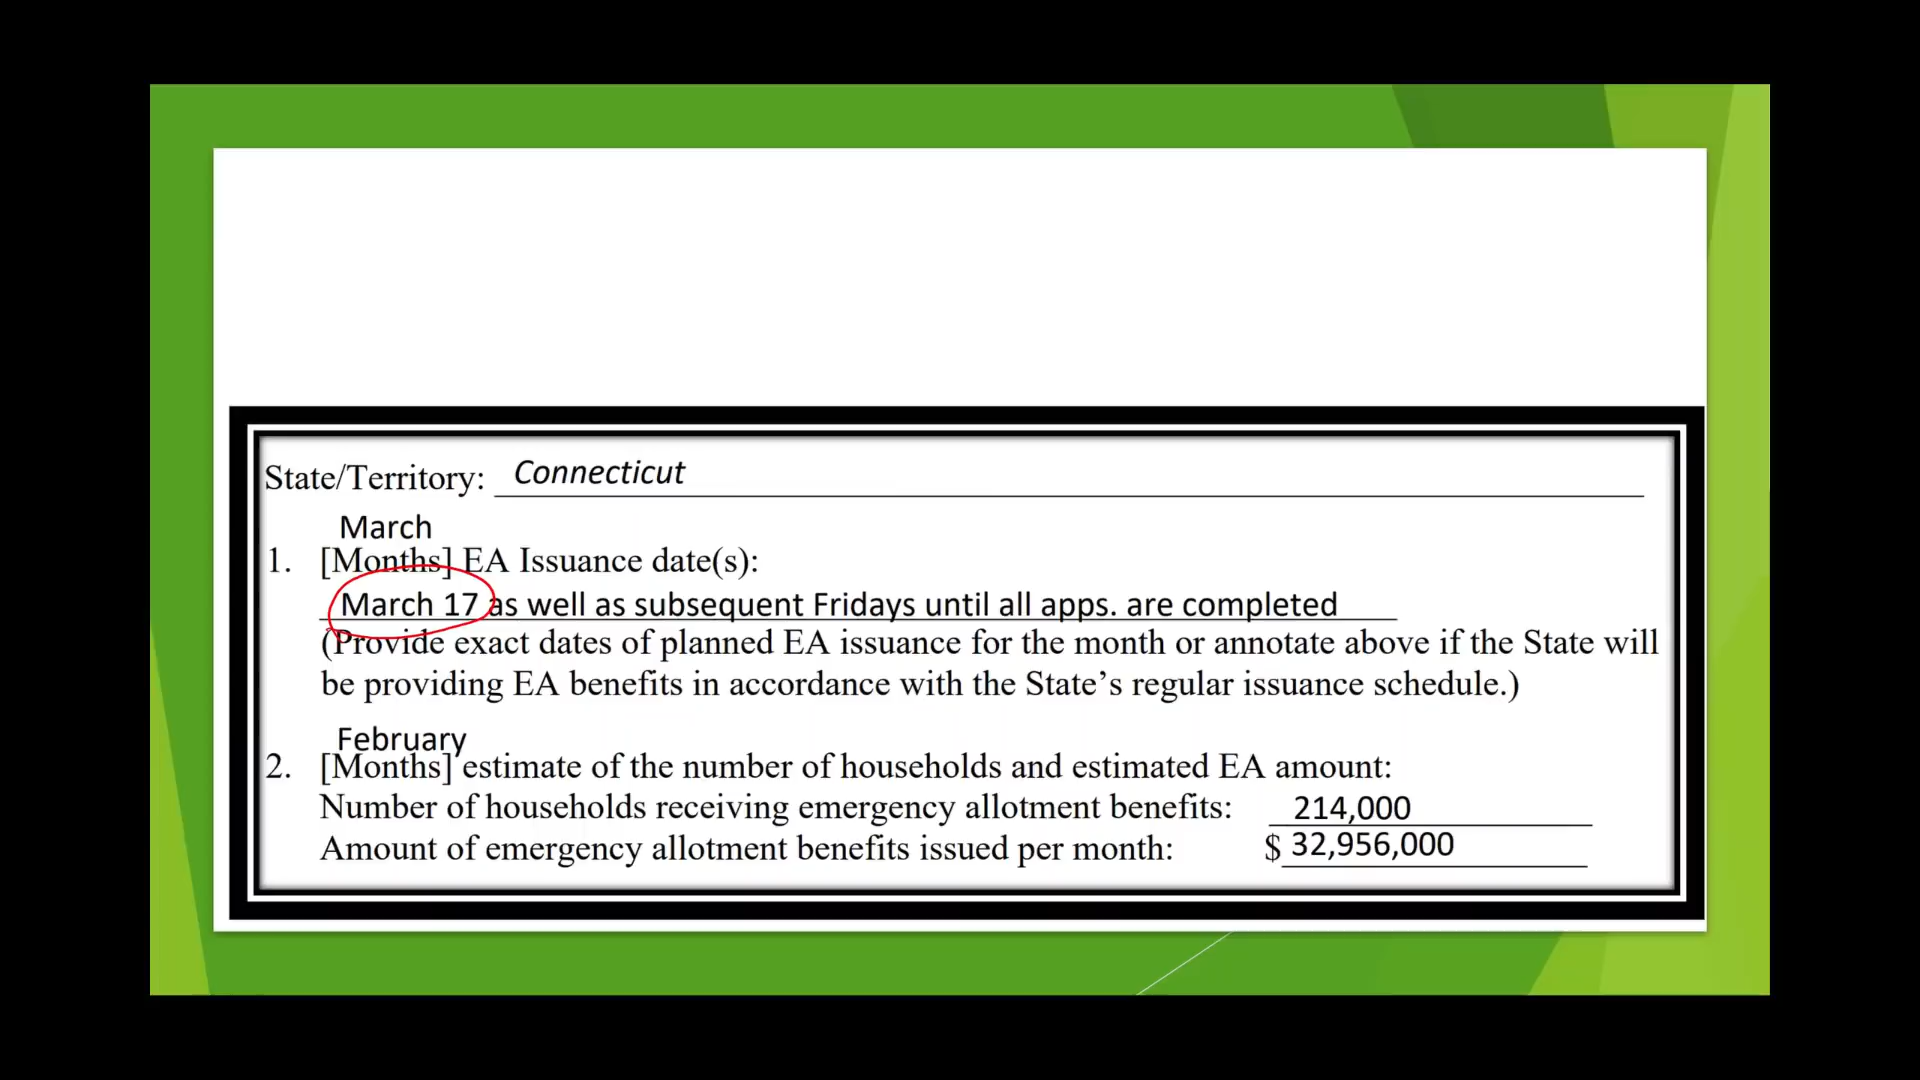 State/Territory: Connecticut
March
1. [Months] EA Issuance date(s):
March 17 as well as subsequent Fridays until all apps. are completed
(Provide exact dates of planned EA issuance for the month or annotate above if the State will
be providing EA benefits in accordance with the State’s regular issuance schedule.)
February
2. [Months] estimate of the number of households and estimated EA amount:
Number of households receiving emergency allotment benefits: 214,000
Amount of emergency allotment benefits issued per month: $ 32,956,000